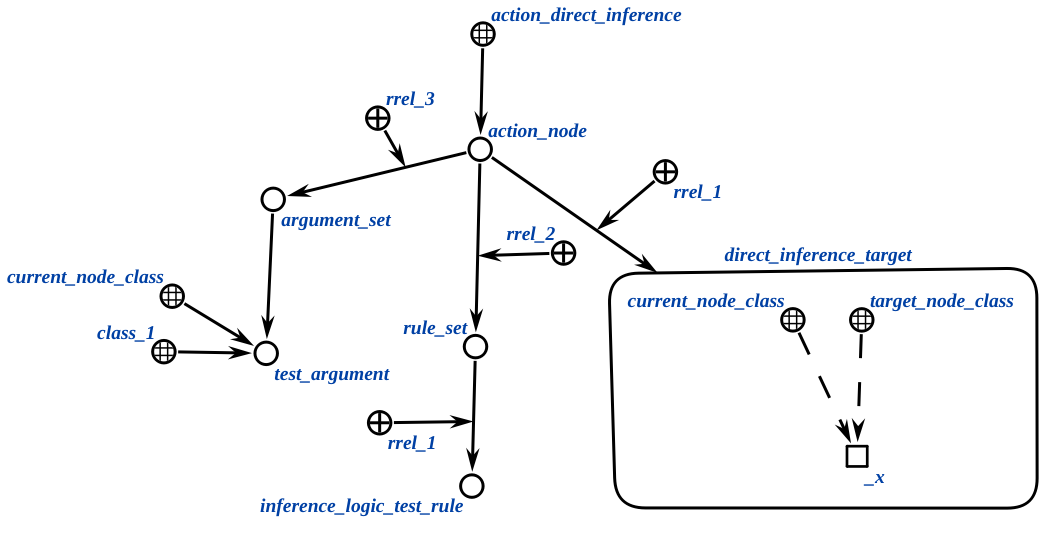 action_direct_inference
rrel_3
action_node
rrel_1
argument_set
rrel_2
direct_inference_target
current_node_class
current_node_class
target_node_class
class_1
rule_set
test_argument
rrel_1
_x
inference_logic_test_rule